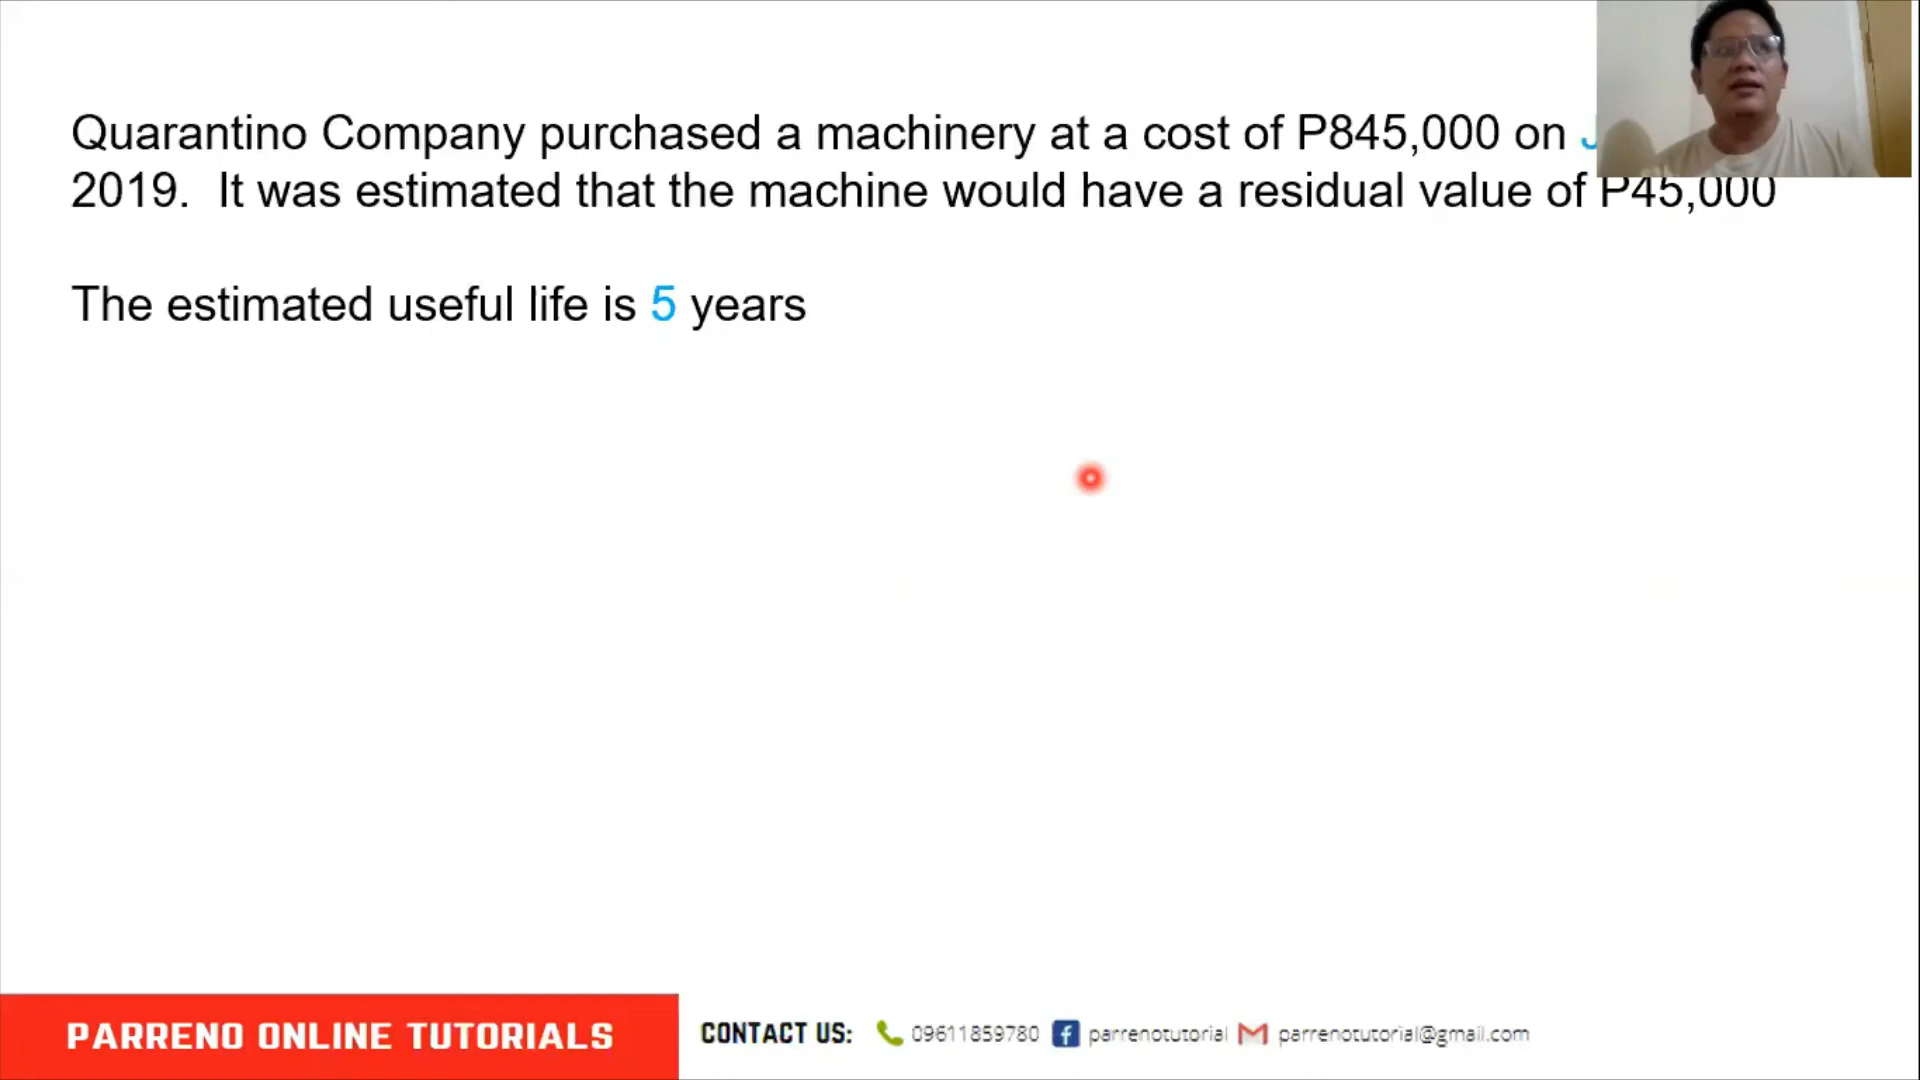 Quarantino Company purchased a machinery at a cost of P845,000 on
2019. It was estimated that the machine would have a residual value of P45,000
The estimated useful life is 5 years
PARRENO ONLINE TUTORIALS
CONTACT US: 09611859780 parrenotutorial parrenotutorial@gmail.com